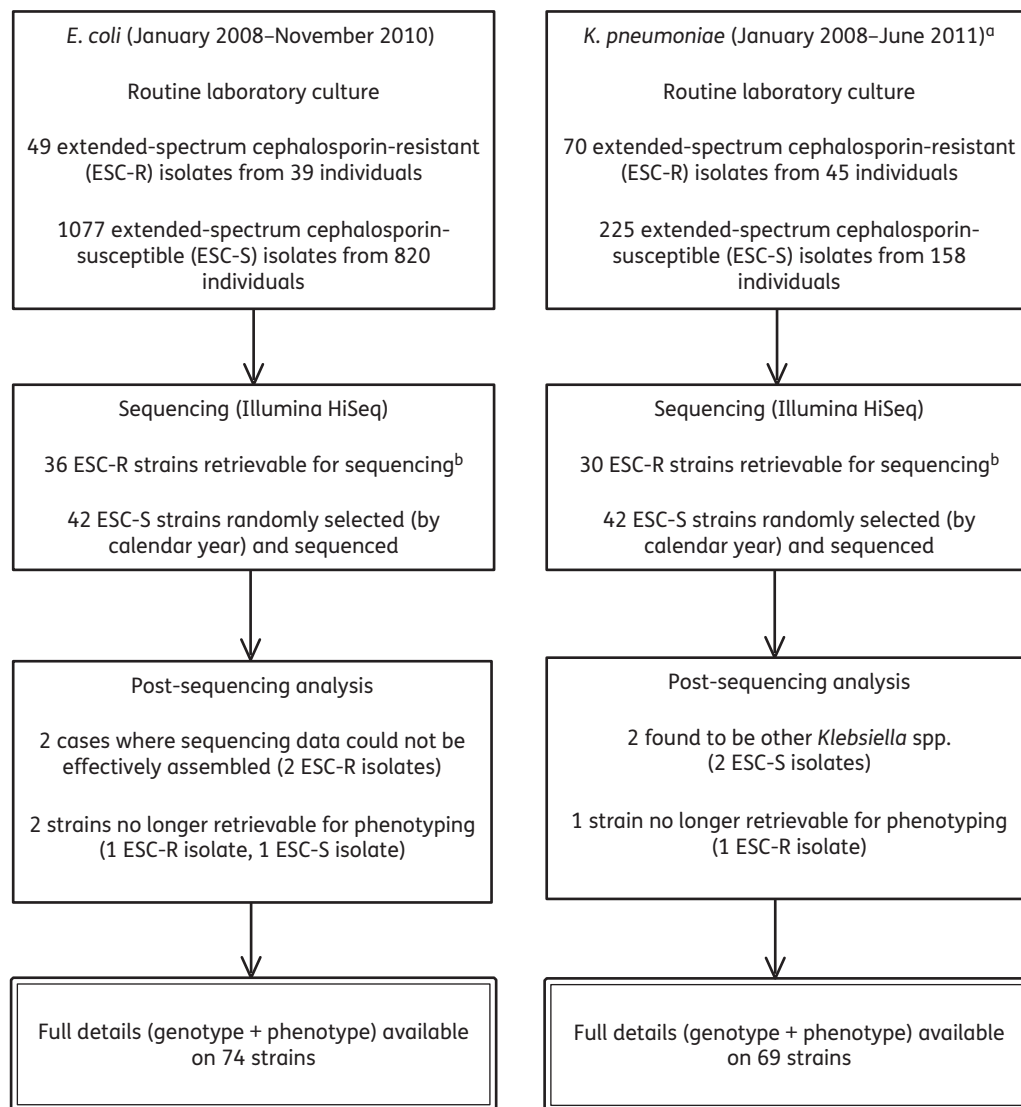 E. coli (January 2008–November 2010)
Routine laboratory culture
49 extended-spectrum cephalosporin-resistant
(ESC-R) isolates from 39 individuals
1077 extended-spectrum cephalosporin-
susceptible (ESC-S) isolates from 820
individuals
Sequencing (Illumina HiSeq)
36 ESC-R strains retrievable for sequencingᵇ
42 ESC-S strains randomly selected (by
calendar year) and sequenced
Post-sequencing analysis
2 cases where sequencing data could not be
effectively assembled (2 ESC-R isolates)
2 strains no longer retrievable for phenotyping
(1 ESC-R isolate, 1 ESC-S isolate)
Full details (genotype + phenotype) available
on 74 strains
K. pneumoniae (January 2008–June 2011)ᵃ
Routine laboratory culture
70 extended-spectrum cephalosporin-resistant
(ESC-R) isolates from 45 individuals
225 extended-spectrum cephalosporin-
susceptible (ESC-S) isolates from 158
individuals
Sequencing (Illumina HiSeq)
30 ESC-R strains retrievable for sequencingᵇ
42 ESC-S strains randomly selected (by
calendar year) and sequenced
Post-sequencing analysis
2 found to be other Klebsiella spp.
(2 ESC-S isolates)
1 strain no longer retrievable for phenotyping
(1 ESC-R isolate)
Full details (genotype + phenotype) available
on 69 strains